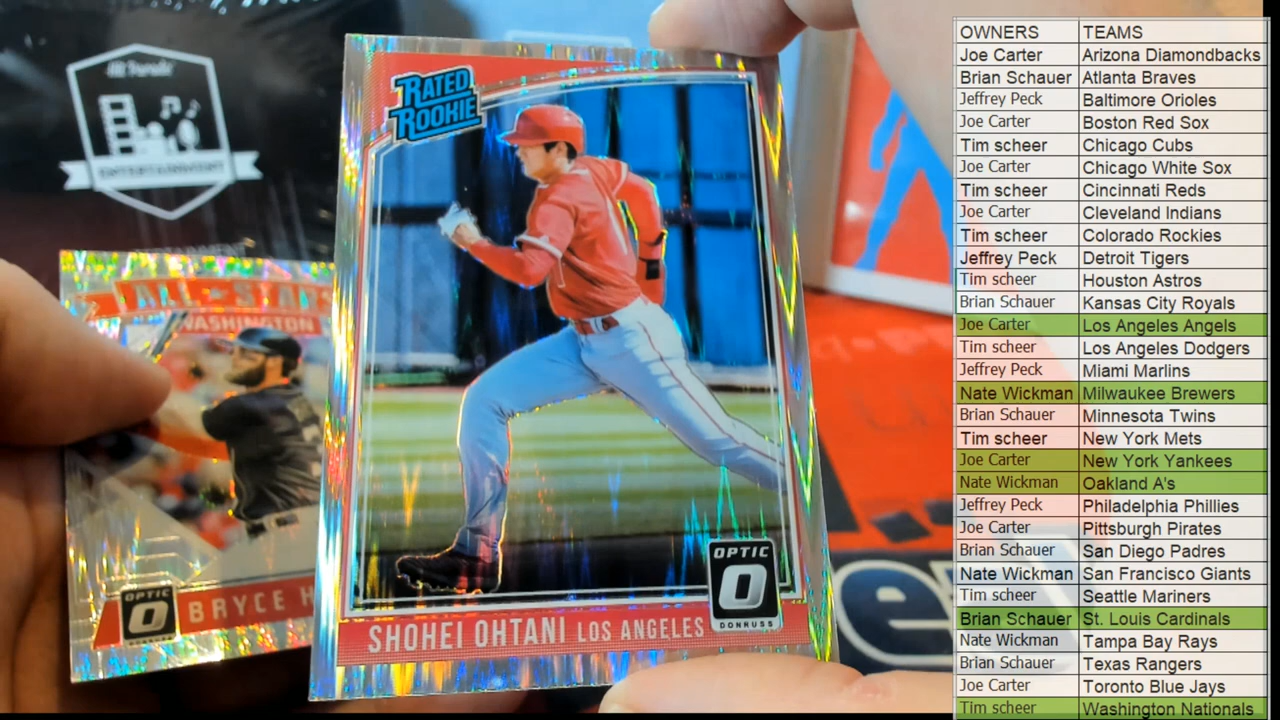 ENTERTAINMENT
ALL ★ STARS
WASHINGTON
OPTIC
BRYCE H
RATED
ROOKIE
OPTIC
DONRUSS
SHOHEI OHTANI LOS ANGELES
OWNERS TEAMS
Joe Carter Arizona Diamondbacks
Brian Schauer Atlanta Braves
Jeffrey Peck Baltimore Orioles
Joe Carter Boston Red Sox
Tim scheer Chicago Cubs
Joe Carter Chicago White Sox
Tim scheer Cincinnati Reds
Joe Carter Cleveland Indians
Tim scheer Colorado Rockies
Jeffrey Peck Detroit Tigers
Tim scheer Houston Astros
Brian Schauer Kansas City Royals
Joe Carter Los Angeles Angels
Tim scheer Los Angeles Dodgers
Jeffrey Peck Miami Marlins
Nate Wickman Milwaukee Brewers
Brian Schauer Minnesota Twins
Tim scheer New York Mets
Joe Carter New York Yankees
Nate Wickman Oakland A's
Jeffrey Peck Philadelphia Phillies
Joe Carter Pittsburgh Pirates
Brian Schauer San Diego Padres
Nate Wickman San Francisco Giants
Tim scheer Seattle Mariners
Brian Schauer St. Louis Cardinals
Nate Wickman Tampa Bay Rays
Brian Schauer Texas Rangers
Joe Carter Toronto Blue Jays
Tim scheer Washington Nationals